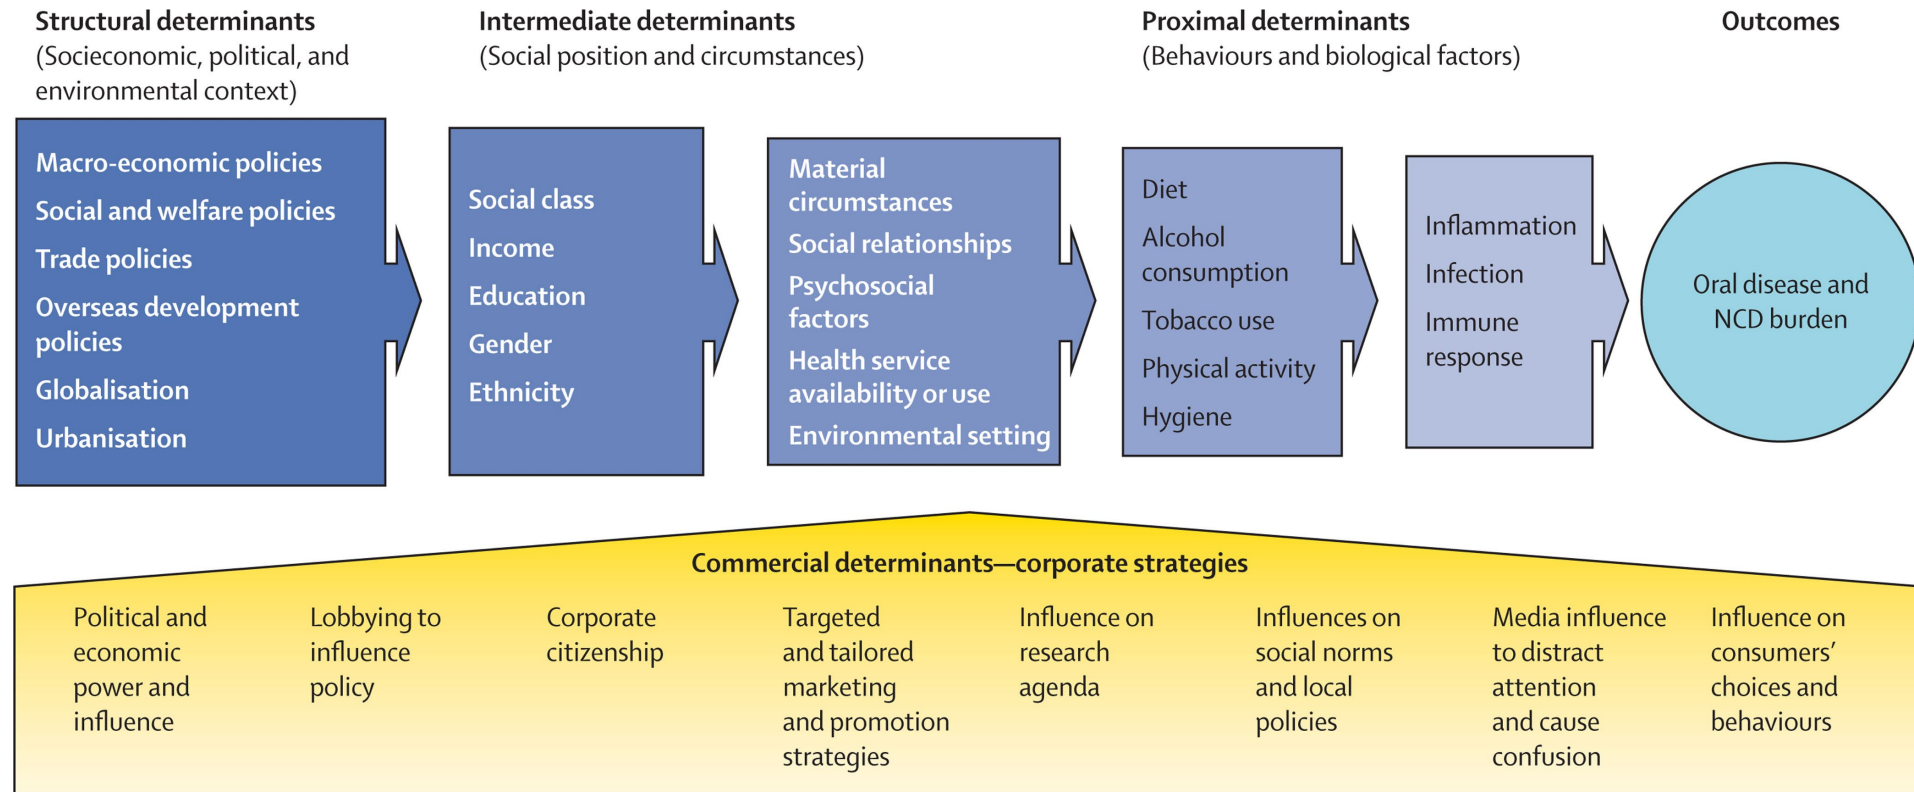 Structural determinants
(Socieconomic, political, and
environmental context)
Intermediate determinants
(Social position and circumstances)
Proximal determinants
(Behaviours and biological factors)
Outcomes
Macro-economic policies
Social and welfare policies
Trade policies
Overseas development
policies
Globalisation
Urbanisation
Social class
Income
Education
Gender
Ethnicity
Material
circumstances
Social relationships
Psychosocial
factors
Health service
availability or use
Environmental setting
Diet
Alcohol
consumption
Tobacco use
Physical activity
Hygiene
Inflammation
Infection
Immune
response
Oral disease and
NCD burden
Commercial determinants—corporate strategies
Political and
economic
power and
influence
Lobbying to
influence
policy
Corporate
citizenship
Targeted
and tailored
marketing
and promotion
strategies
Influence on
research
agenda
Influences on
social norms
and local
policies
Media influence
to distract
attention
and cause
confusion
Influence on
consumers’
choices and
behaviours